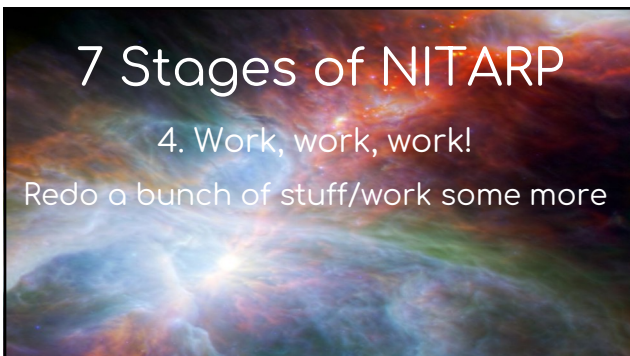 7 Stages of NITARP
4. Work, work, work!
Redo a bunch of stuff/work some more